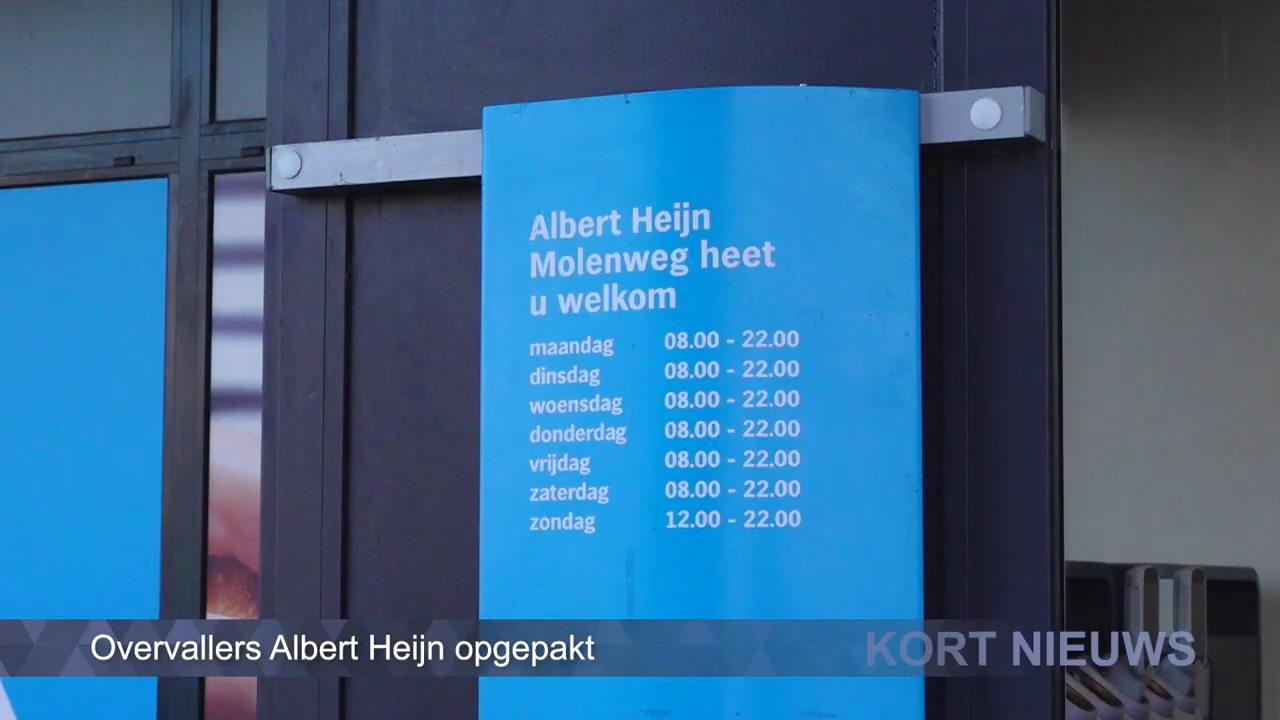 Albert Heijn
Molenweg heet
u welkom
maandag 08.00 - 22.00
dinsdag 08.00 - 22.00
woensdag 08.00 - 22.00
donderdag 08.00 - 22.00
vrijdag 08.00 - 22.00
zaterdag 08.00 - 22.00
zondag 12.00 - 22.00
Overvallers Albert Heijn opgepakt
KORT NIEUWS